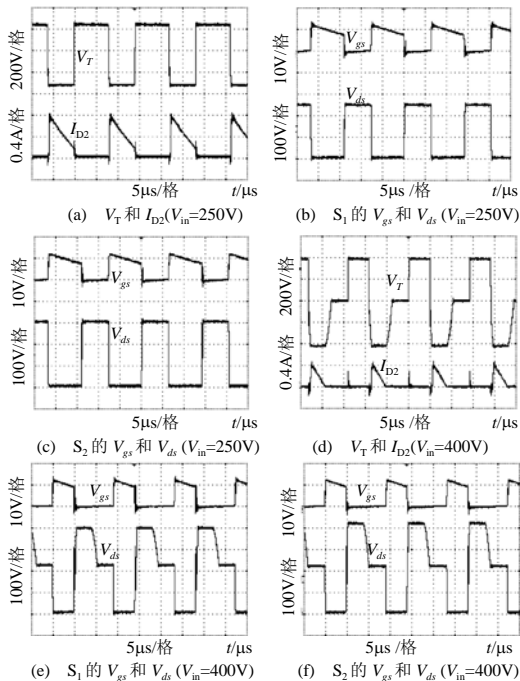 200V/格
V_T
0.4A/格
I_D2
5μs/格 t/μs
(a) V_T 和 I_D2(V_in=250V)
10V/格
V_gs
100V/格
V_ds
5μs/格 t/μs
(b) S_1 的 V_gs 和 V_ds (V_in=250V)
10V/格
V_gs
100V/格
V_ds
5μs/格 t/μs
(c) S_2 的 V_gs 和 V_ds (V_in=250V)
200V/格
V_T
0.4A/格
I_D2
5μs/格 t/μs
(d) V_T 和 I_D2(V_in=400V)
10V/格
V_gs
100V/格
V_ds
5μs/格 t/μs
(e) S_1 的 V_gs 和 V_ds (V_in=400V)
10V/格
V_gs
100V/格
V_ds
5μs /格 t/μs
(f) S_2 的 V_gs 和 V_ds (V_in=400V)